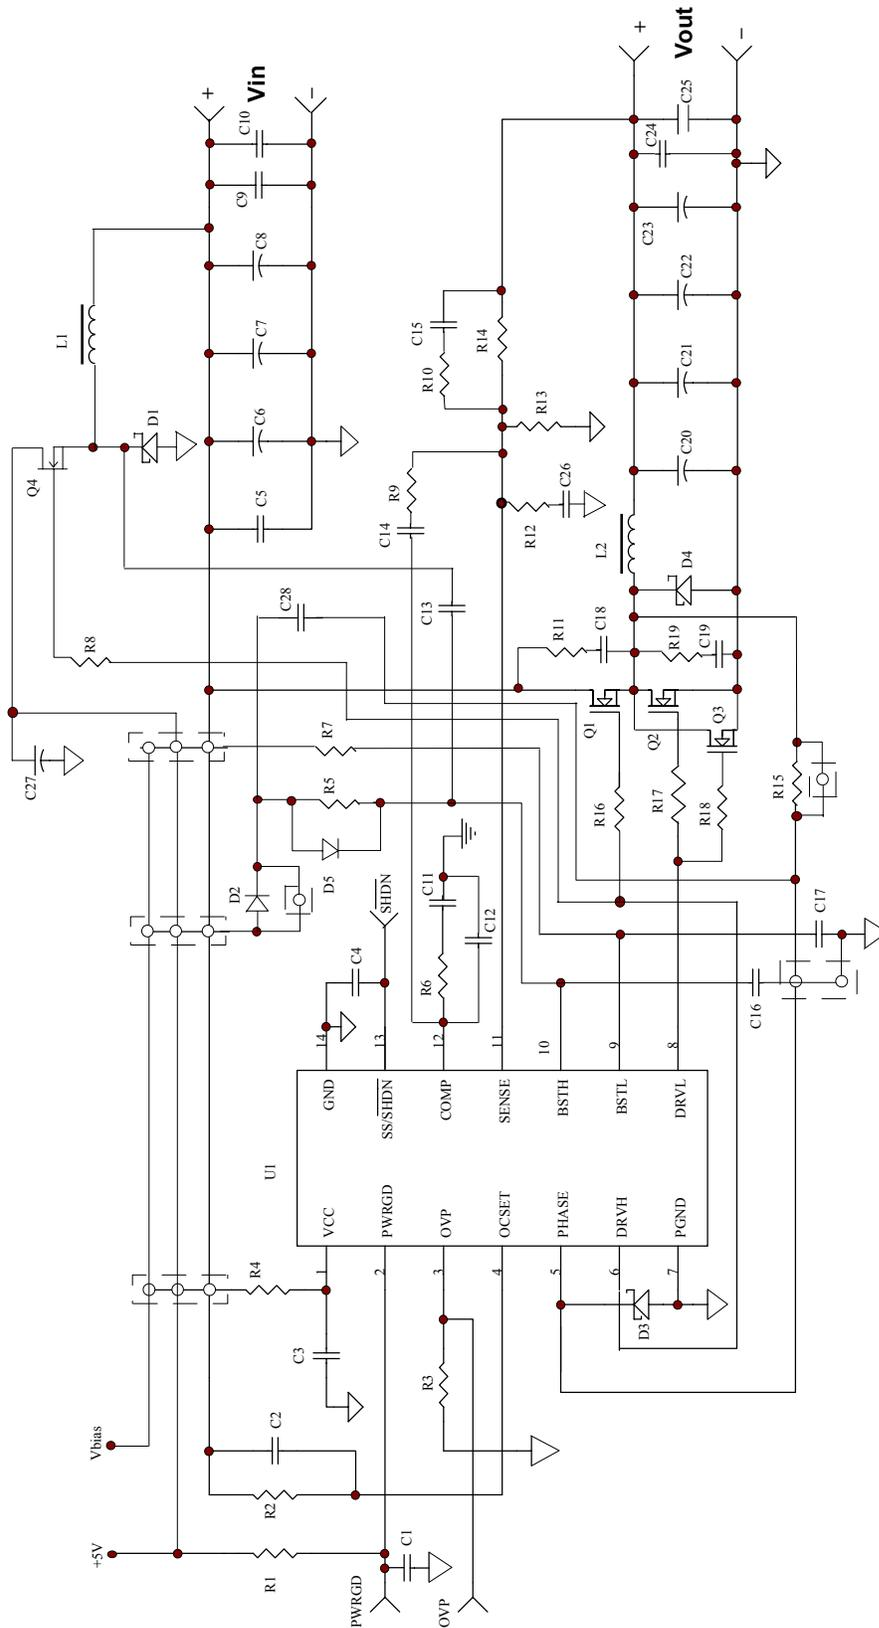 +
Vin
−
C10
C9
C8
C7
C6
C5
L1
D1
Q4
C27
R8
+
Vout
−
C25
C24
C23
C22
C21
C20
L2
D4
C15
R10
R14
R13
R9
C14
R12
C26
C28
C13
R11
C18
R19
C19
Q1
Q2
Q3
R7
R5
D2
D5
R16
R17
R18
R15
SHDN
C4
C11
R6
C12
C17
C16
14
13
12
11
10
9
8
GND
SS/SHDN
COMP
SENSE
BSTH
BSTL
DRVL
U1
VCC
PWRGD
OVP
OCSET
PHASE
DRVH
PGND
1
2
3
4
5
6
7
R4
C3
R3
D3
Vbias
C2
R2
+5V
R1
C1
PWRGD
OVP